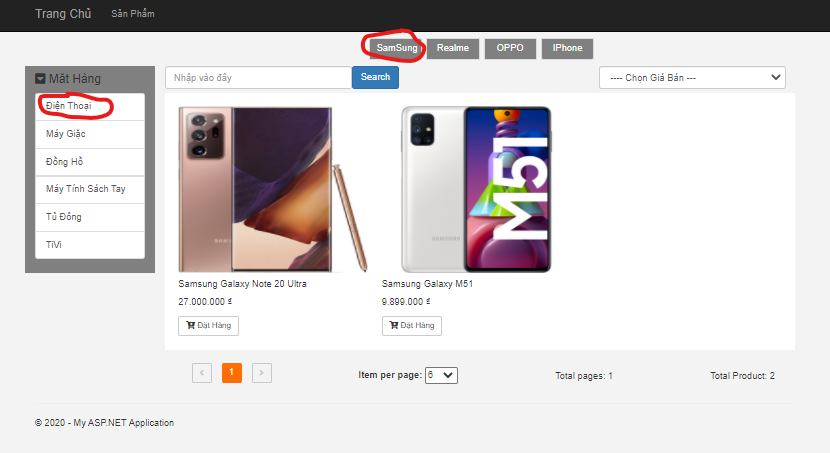 Trang Chủ Sản Phẩm
SamSung Realme OPPO IPhone
Mât Hàng
Nhập vào đây Search ---- Chọn Giá Bán ---
Điện Thoại
Máy Giặc
Đồng Hồ
Máy Tính Sách Tay
Tủ Đông
TiVi
SAMSUNG
SAMSUNG
M51
Samsung Galaxy Note 20 Ultra Samsung Galaxy M51
27.000.000 ₫ 9.899.000 ₫
Đặt Hàng Đặt Hàng
< 1 > Item per page: 6 Total pages: 1 Total Product: 2
© 2020 - My ASP.NET Application